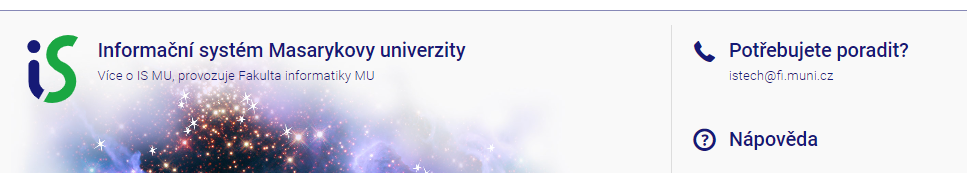 iS
Informační systém Masarykovy univerzity
Více o IS MU, provozuje Fakulta informatiky MU
Potřebujete poradit?
istech@fi.muni.cz
Nápověda